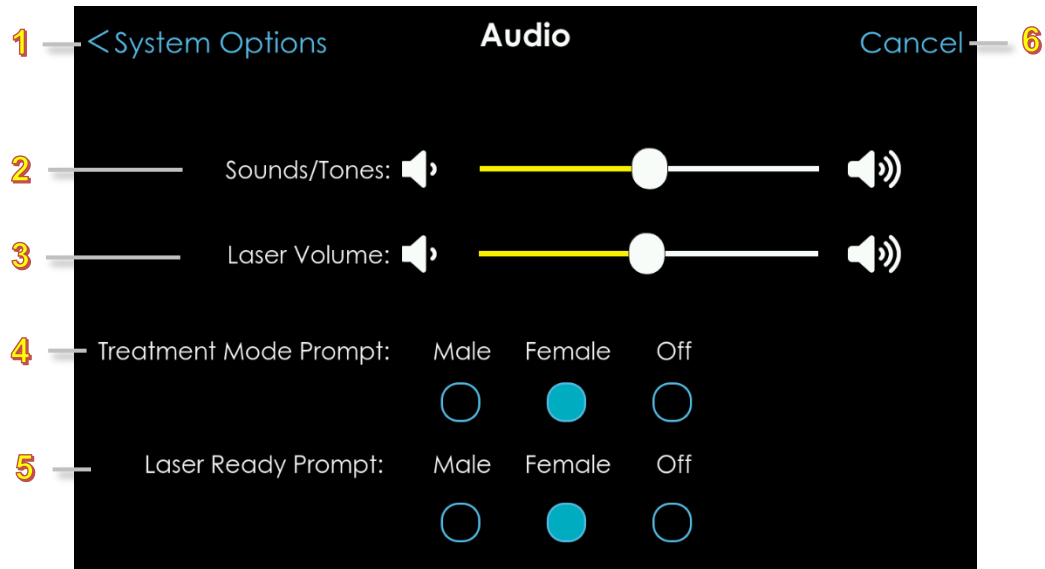 1 <System Options Audio Cancel 6
2 Sounds/Tones:
3 Laser Volume:
4 Treatment Mode Prompt: Male Female Off
5 Laser Ready Prompt: Male Female Off